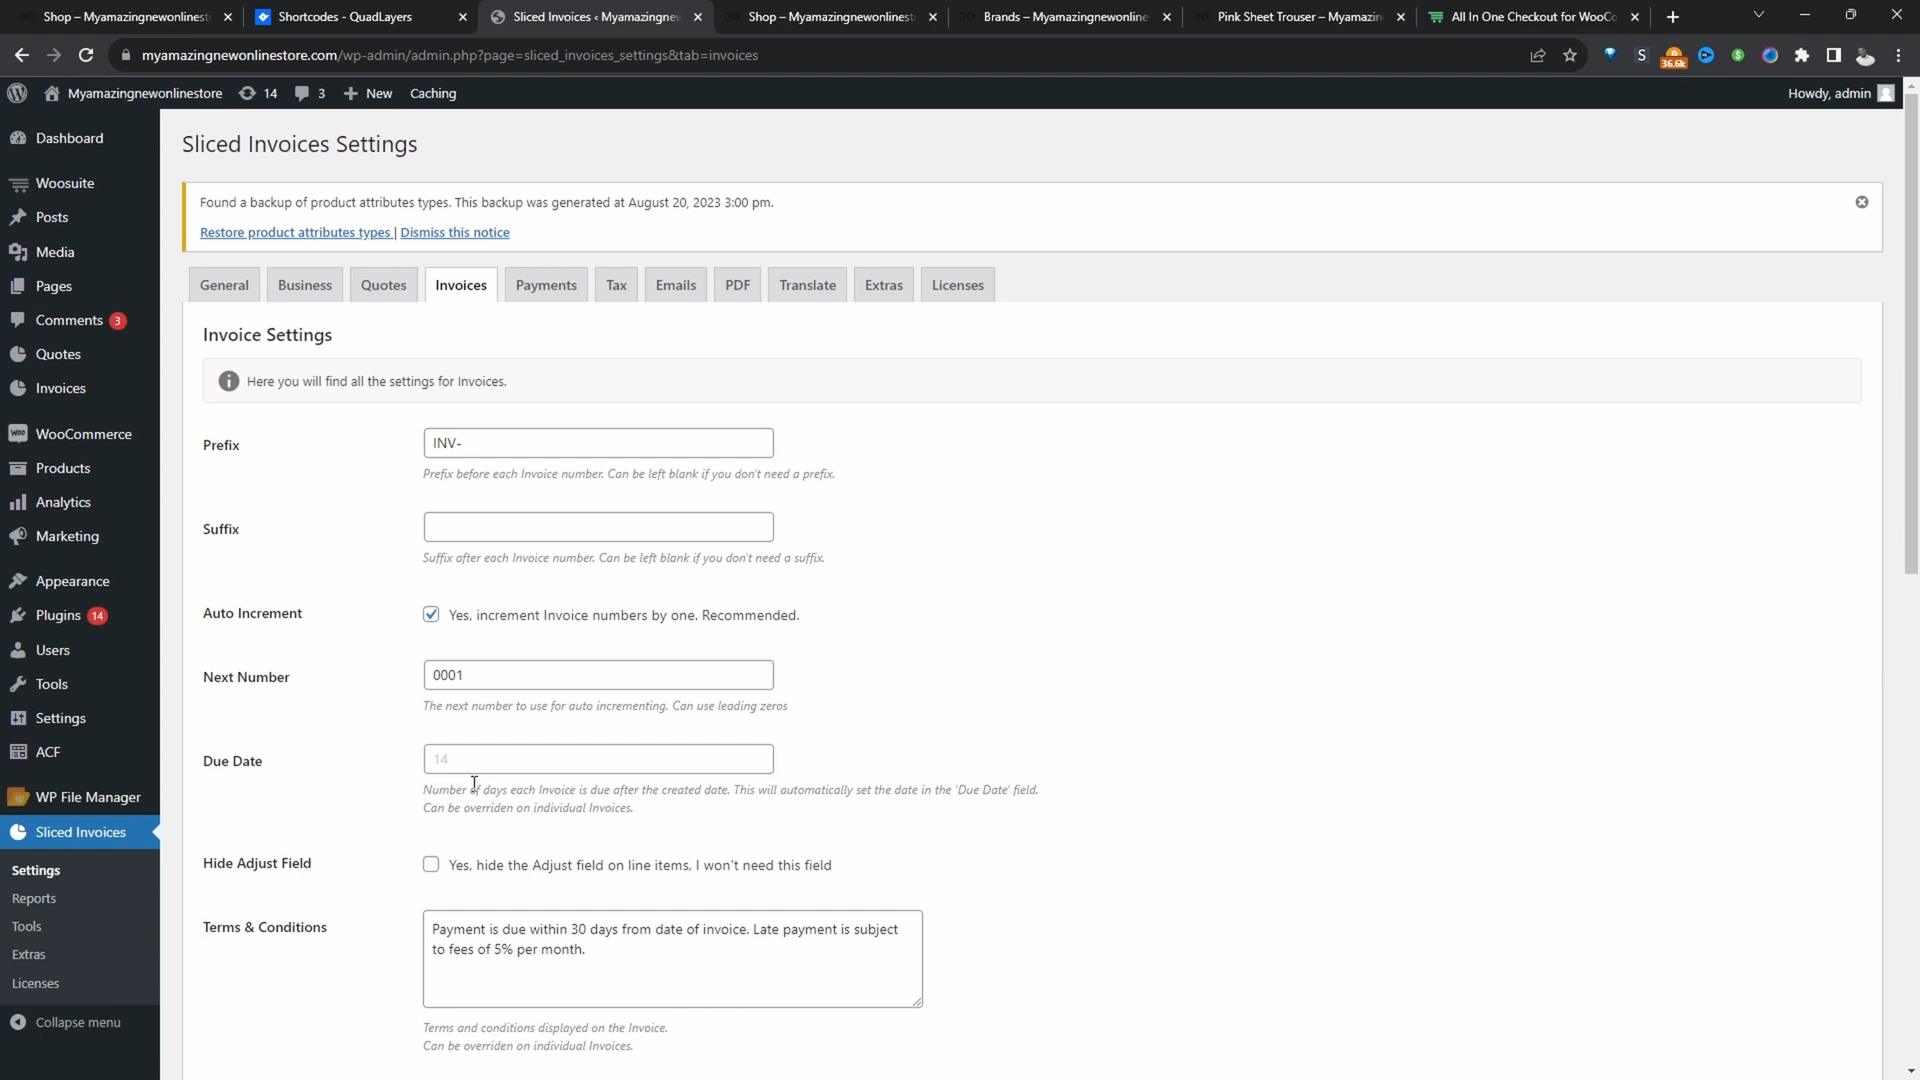 Shop – Myamazingnewonlinest
Shortcodes - QuadLayers
Sliced Invoices ‹ Myamazingnew
Shop – Myamazingnewonlinest
Brands – Myamazingnewonline
Pink Sheet Trouser – Myamazin
All In One Checkout for WooCo
myamazingnewonlinestore.com/wp-admin/admin.php?page=sliced_invoices_settings&tab=invoices
36.6k
Myamazingnewonlinestore
14
3
New
Caching
Howdy, admin
Dashboard
Woosuite
Posts
Media
Pages
Comments 3
Quotes
Invoices
WooCommerce
Products
Analytics
Marketing
Appearance
Plugins 14
Users
Tools
Settings
ACF
WP File Manager
Sliced Invoices
Settings
Reports
Tools
Extras
Licenses
Collapse menu
Sliced Invoices Settings
Found a backup of product attributes types. This backup was generated at August 20, 2023 3:00 pm.
Restore product attributes types | Dismiss this notice
General
Business
Quotes
Invoices
Payments
Tax
Emails
PDF
Translate
Extras
Licenses
Invoice Settings
Here you will find all the settings for Invoices.
Prefix
INV-
Prefix before each Invoice number. Can be left blank if you don't need a prefix.
Suffix
Suffix after each Invoice number. Can be left blank if you don't need a suffix.
Auto Increment
Yes, increment Invoice numbers by one. Recommended.
Next Number
0001
The next number to use for auto incrementing. Can use leading zeros
Due Date
14
Number of days each Invoice is due after the created date. This will automatically set the date in the 'Due Date' field.
Can be overriden on individual Invoices.
Hide Adjust Field
Yes, hide the Adjust field on line items, I won't need this field
Terms & Conditions
Payment is due within 30 days from date of invoice. Late payment is subject
to fees of 5% per month.
Terms and conditions displayed on the Invoice.
Can be overriden on individual Invoices.